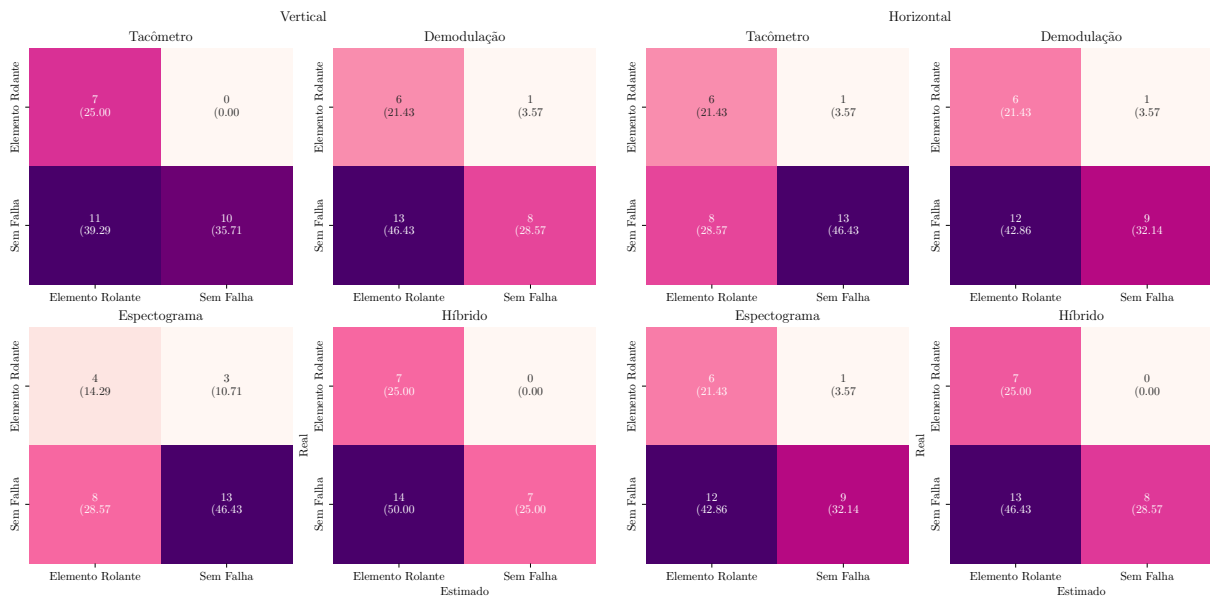 Vertical
Horizontal
Tacômetro
Demodulação
Tacômetro
Demodulação
Elemento Rolante
7
(25.00
0
(0.00
Sem Falha
11
(39.29
10
(35.71
Elemento Rolante
Sem Falha
Elemento Rolante
6
(21.43
1
(3.57
Sem Falha
13
(46.43
8
(28.57
Elemento Rolante
Sem Falha
Elemento Rolante
6
(21.43
1
(3.57
Sem Falha
8
(28.57
13
(46.43
Elemento Rolante
Sem Falha
Elemento Rolante
6
(21.43
1
(3.57
Sem Falha
12
(42.86
9
(32.14
Elemento Rolante
Sem Falha
Espectograma
Híbrido
Espectograma
Híbrido
Elemento Rolante
4
(14.29
3
(10.71
Sem Falha
8
(28.57
13
(46.43
Elemento Rolante
Sem Falha
Real
Elemento Rolante
7
(25.00
0
(0.00
Sem Falha
14
(50.00
7
(25.00
Elemento Rolante
Sem Falha
Estimado
Elemento Rolante
6
(21.43
1
(3.57
Sem Falha
12
(42.86
9
(32.14
Elemento Rolante
Sem Falha
Real
Elemento Rolante
7
(25.00
0
(0.00
Sem Falha
13
(46.43
8
(28.57
Elemento Rolante
Sem Falha
Estimado